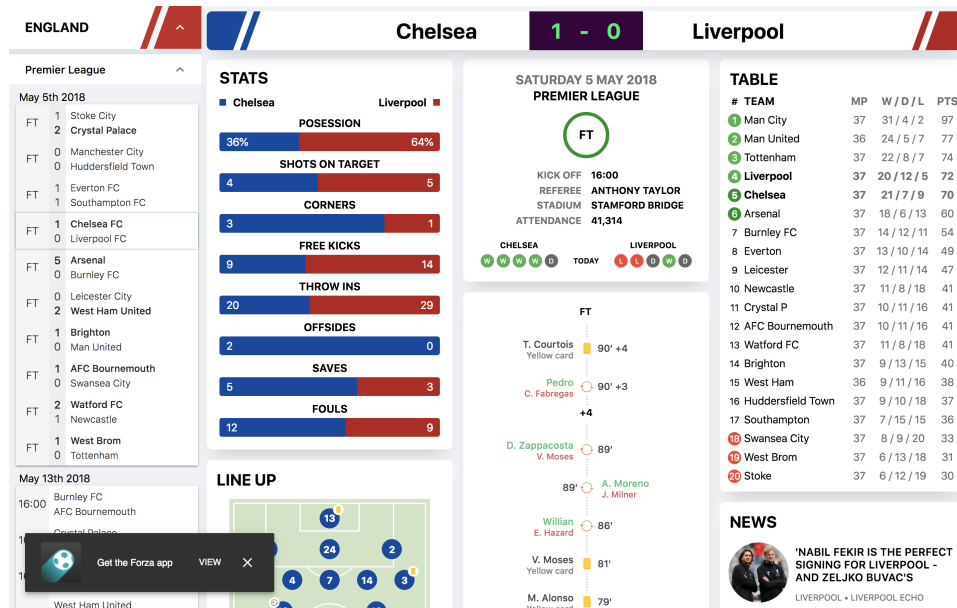 ENGLAND
Chelsea
1 - 0
Liverpool
Premier League
May 5th 2018
FT
1 Stoke City
2 Crystal Palace
FT
0 Manchester City
0 Huddersfield Town
FT
1 Everton FC
1 Southampton FC
FT
1 Chelsea FC
0 Liverpool FC
FT
5 Arsenal
0 Burnley FC
FT
0 Leicester City
2 West Ham United
FT
1 Brighton
0 Man United
FT
1 AFC Bournemouth
0 Swansea City
FT
2 Watford FC
1 Newcastle
FT
1 West Brom
0 Tottenham
May 13th 2018
16:00
Burnley FC
AFC Bournemouth
Crystal Palace
West Ham United
Get the Forza app
VIEW
STATS
Chelsea
Liverpool
POSESSION
36% 64%
SHOTS ON TARGET
4 5
CORNERS
3 1
FREE KICKS
9 14
THROW INS
20 29
OFFSIDES
2 0
SAVES
5 3
FOULS
12 9
LINE UP
13
24 2
4 7 14 3
SATURDAY 5 MAY 2018
PREMIER LEAGUE
FT
KICK OFF 16:00
REFEREE ANTHONY TAYLOR
STADIUM STAMFORD BRIDGE
ATTENDANCE 41,314
CHELSEA
LIVERPOOL
W W W W D
TODAY
L L D W D
FT
T. Courtois
Yellow card
90' +4
Pedro
C. Fabregas
90' +3
+4
D. Zappacosta
V. Moses
89'
89'
A. Moreno
J. Milner
Willian
E. Hazard
86'
V. Moses
Yellow card
81'
M. Alonso
Yellow card
79'
TABLE
# TEAM MP W / D / L PTS
1 Man City 37 31 / 4 / 2 97
2 Man United 36 24 / 5 / 7 77
3 Tottenham 37 22 / 8 / 7 74
4 Liverpool 37 20 / 12 / 5 72
5 Chelsea 37 21 / 7 / 9 70
6 Arsenal 37 18 / 6 / 13 60
7 Burnley FC 37 14 / 12 / 11 54
8 Everton 37 13 / 10 / 14 49
9 Leicester 37 12 / 11 / 14 47
10 Newcastle 37 11 / 8 / 18 41
11 Crystal P 37 10 / 11 / 16 41
12 AFC Bournemouth 37 10 / 11 / 16 41
13 Watford FC 37 11 / 8 / 18 41
14 Brighton 37 9 / 13 / 15 40
15 West Ham 36 9 / 11 / 16 38
16 Huddersfield Town 37 9 / 10 / 18 37
17 Southampton 37 7 / 15 / 15 36
18 Swansea City 37 8 / 9 / 20 33
19 West Brom 37 6 / 13 / 18 31
20 Stoke 37 6 / 12 / 19 30
NEWS
'NABIL FEKIR IS THE PERFECT
SIGNING FOR LIVERPOOL -
AND ZELJKO BUVAC'S
LIVERPOOL • LIVERPOOL ECHO